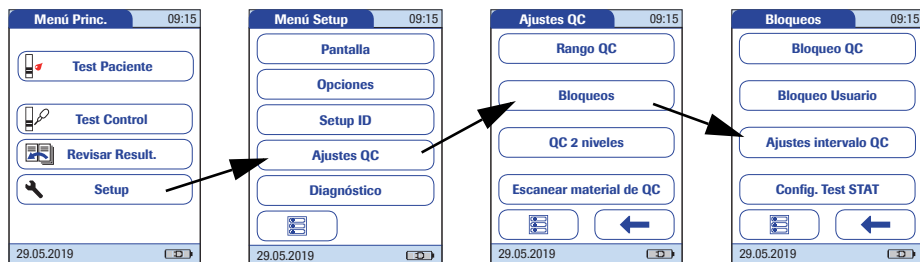 Menú Princ. 09:15
Test Paciente
Test Control
Revisar Result.
Setup
29.05.2019
Menú Setup 09:15
Pantalla
Opciones
Setup ID
Ajustes QC
Diagnóstico
29.05.2019
Ajustes QC 09:15
Rango QC
Bloqueos
QC 2 niveles
Escanear material de QC
29.05.2019
Bloqueos 09:15
Bloqueo QC
Bloqueo Usuario
Ajustes intervalo QC
Config. Test STAT
29.05.2019